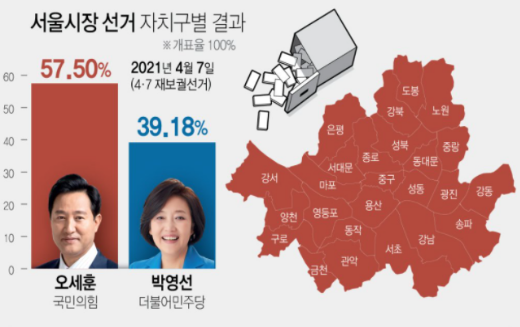 서울시장 선거 자치구별 결과
※개표율 100%
2021년 4월 7일
(4·7 재보궐선거)
57.50%
39.18%
60
50
40
30
20
10
0
오세훈
국민의힘
박영선
더불어민주당
도봉
강북
노원
은평
성북
중랑
서대문
종로
동대문
강서
마포
중구
성동
광진
강동
양천
영등포
용산
송파
구로
동작
서초
강남
금천
관악